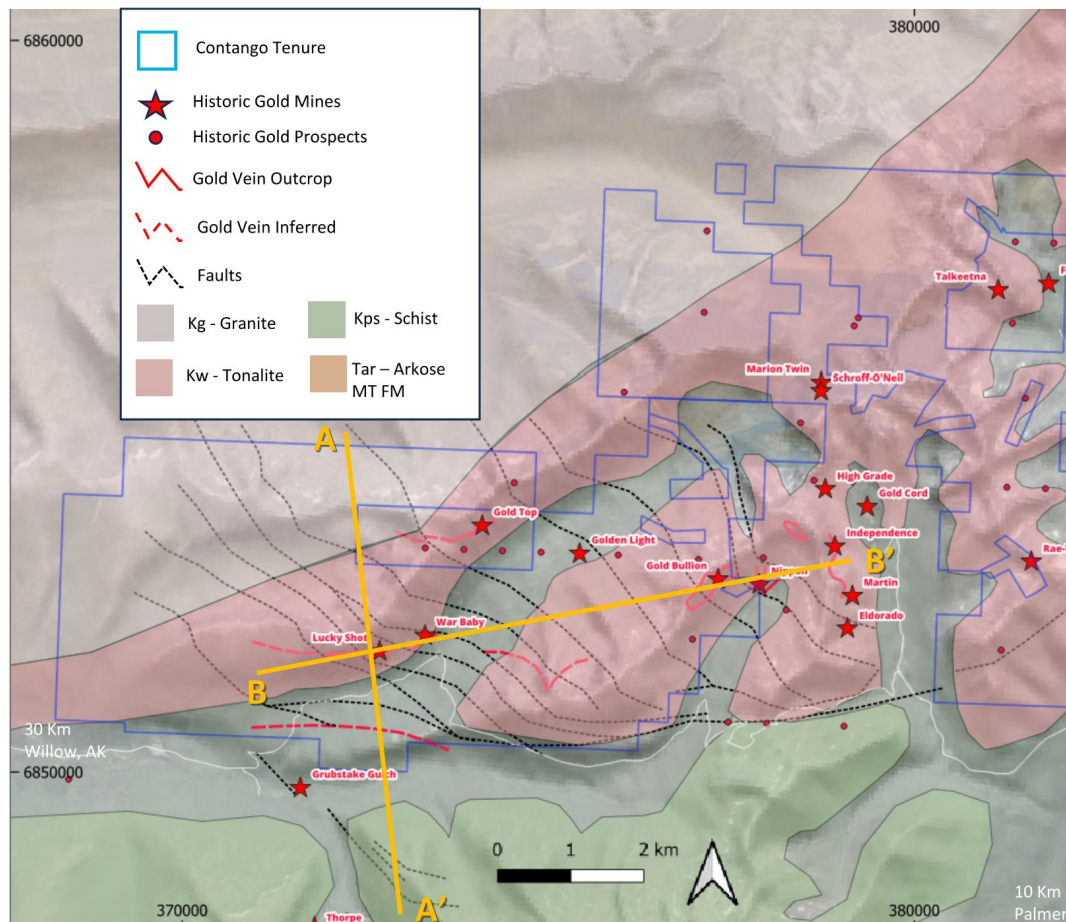 6860000
380000
Contango Tenure
Historic Gold Mines
Historic Gold Prospects
Gold Vein Outcrop
Gold Vein Inferred
Faults
Kg - Granite
Kps - Schist
Kw - Tonalite
Tar – Arkose
MT FM
Talkeetna
F
Marion Twin
Schroff-O'Neil
A
High Grade
Gold Cord
Gold Top
Independence
Golden Light
Rae-
B'
Gold Bullion
Nippon
Martin
War Baby
Eldorado
Lucky Shot
B
30 Km
Willow, AK
6850000
Grubstake Gulch
0 1 2 km
A'
370000
380000
10 Km
Palmer
Thorpe